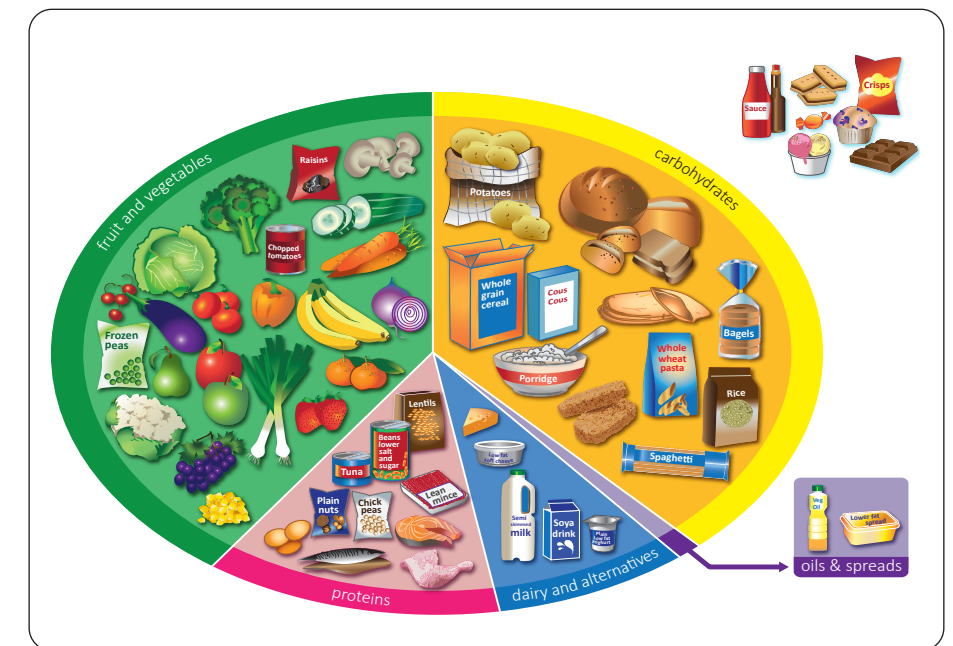 fruit and vegetables
Raisins
Chopped
tomatoes
Frozen
peas
carbohydrates
Potatoes
Whole
grain
cereal
Cous
Cous
Porridge
Bagels
Whole
wheat
pasta
Rice
Spaghetti
Sauce
Crisps
Lentils
Beans
lower
salt
and
sugar
Tuna
Plain
nuts
Chick
peas
Lean
mince
proteins
Low fat
soft cheese
Semi
skimmed
milk
Soya
drink
Plain
Low fat
Yoghurt
dairy and alternatives
Veg
Oil
Lower fat
spread
oils & spreads